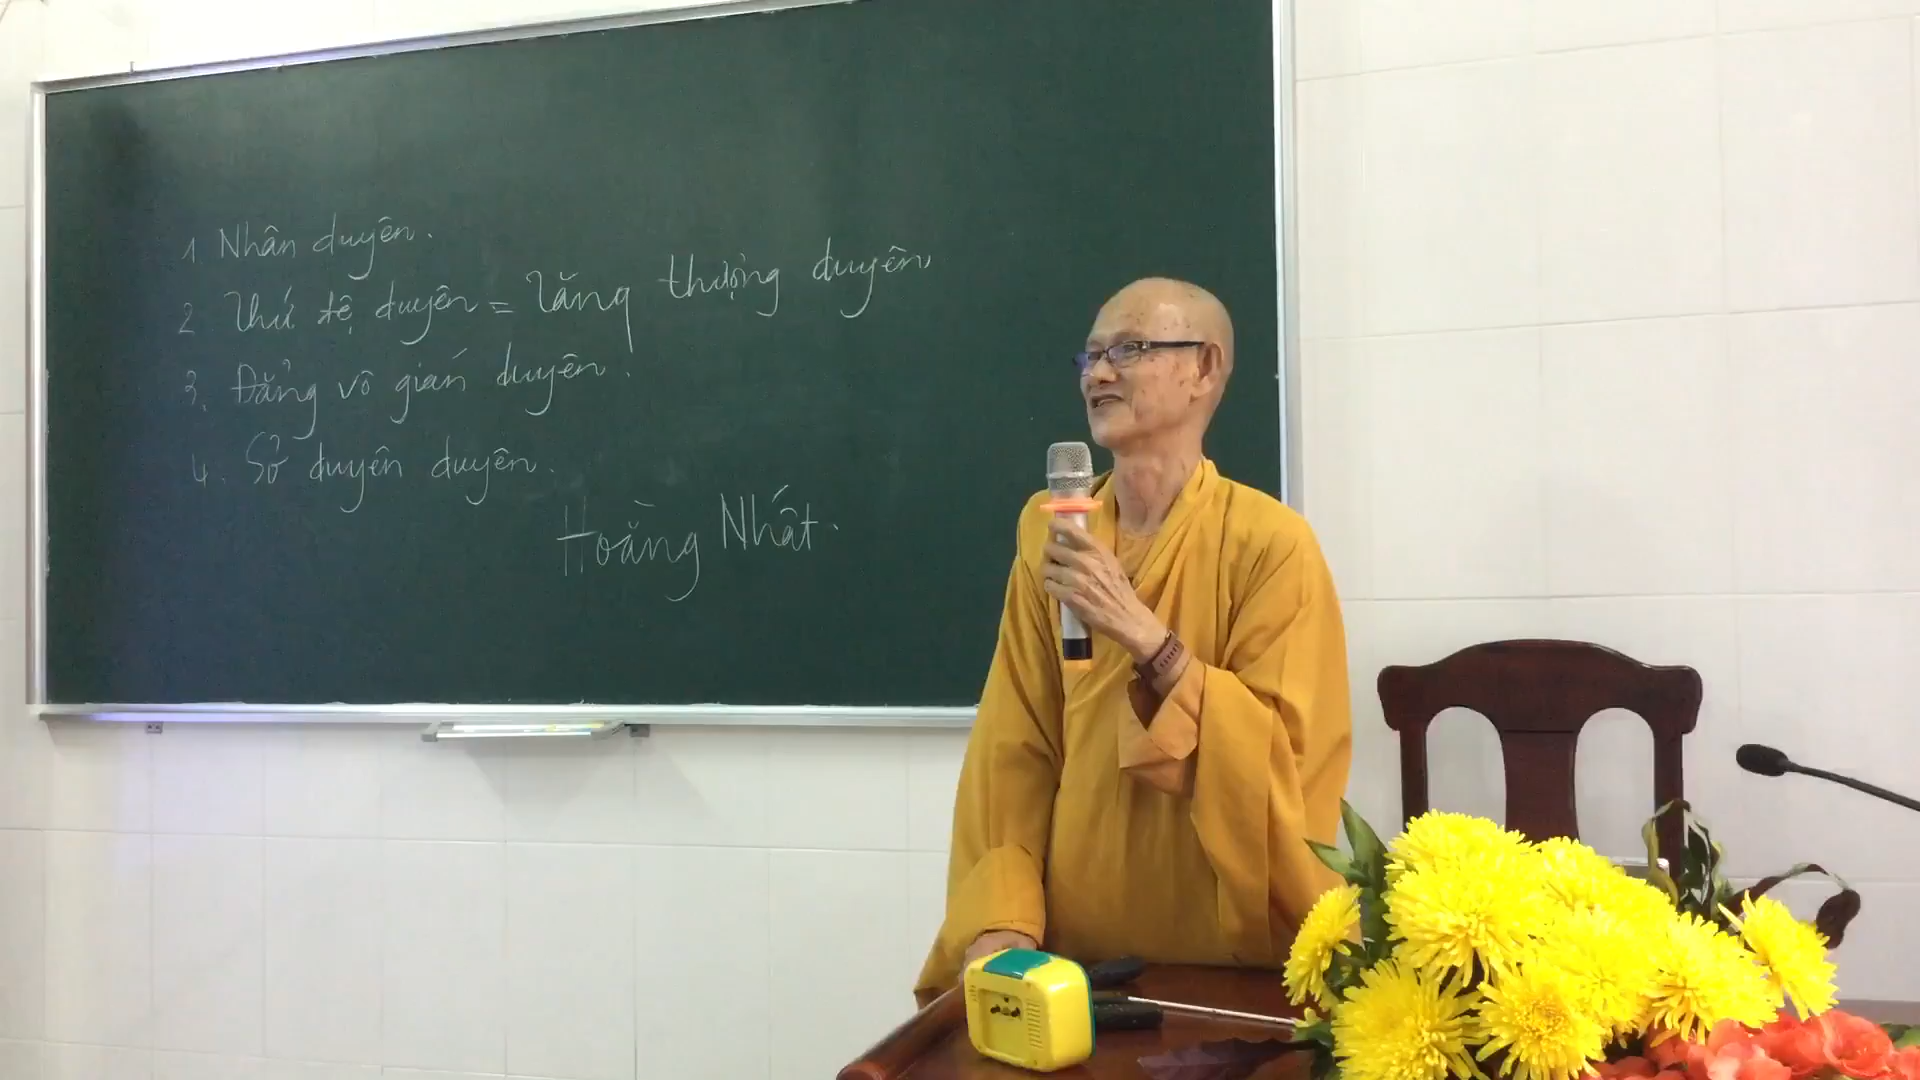 1 Nhân duyên.
2 Thứ đệ duyên = Tăng thượng duyên
3. Đẳng vô gián duyên.
4. Sở duyên duyên.
Hoằng Nhất.